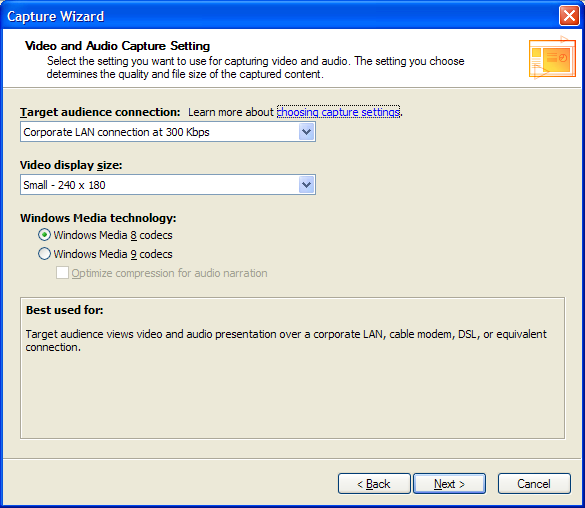 Capture Wizard
Video and Audio Capture Setting
Select the setting you want to use for capturing video and audio. The setting you choose
determines the quality and file size of the captured content.
Target audience connection: Learn more about choosing capture settings.
Corporate LAN connection at 300 Kbps
Video display size:
Small - 240 x 180
Windows Media technology:
Windows Media 8 codecs
Windows Media 9 codecs
Optimize compression for audio narration
Best used for:
Target audience views video and audio presentation over a corporate LAN, cable modem, DSL, or equivalent
connection.
< Back Next > Cancel